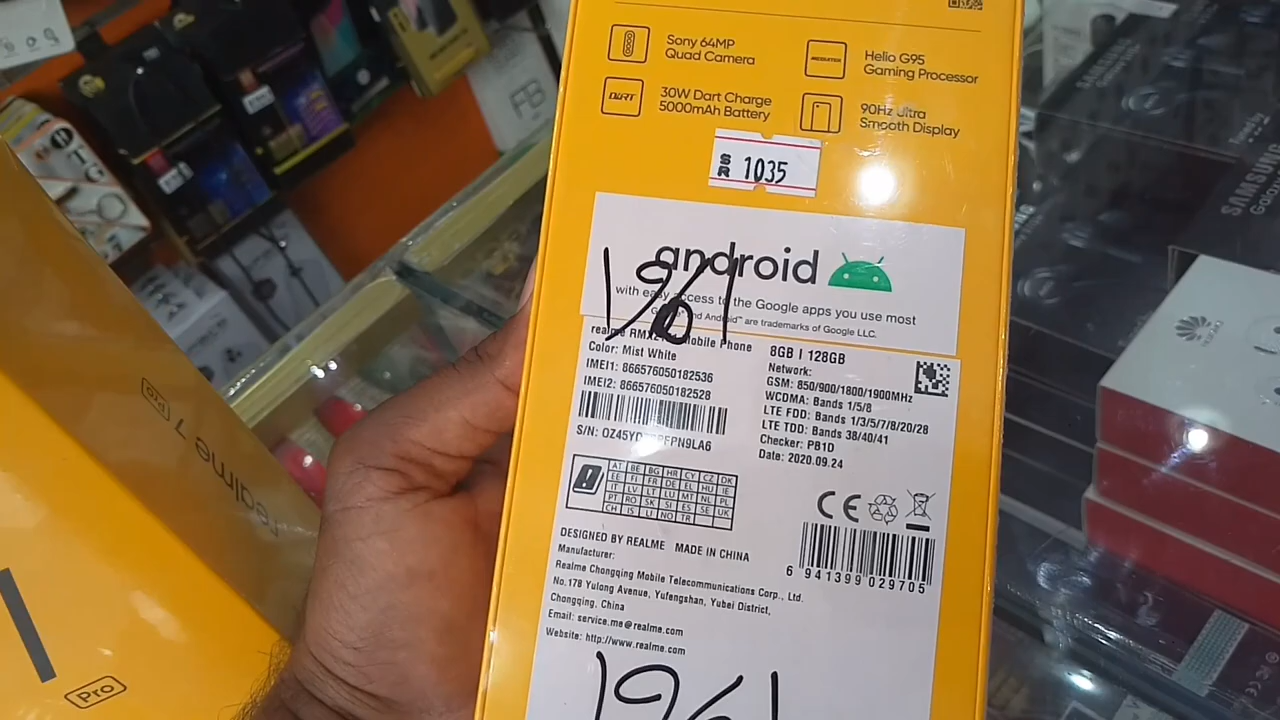 Sony 64MP
Quad Camera
Helio G95
Gaming Processor
DART
30W Dart Charge
5000mAh Battery
90Hz Ultra
Smooth Display
SR 1035
android
with easy access to the Google apps you use most
and Android™ are trademarks of Google LLC.
1961
realme Mobile Phone
Color: Mist White
IMEI1: 866576050182536
IMEI2: 866576050182528
S/N: PFPN9LA6
8GB | 128GB
Network:
GSM: 850/900/1800/1900MHz
WCDMA: Bands 1/5/8
LTE FDD: Bands 1/3/5/7/8/20/28
LTE TDD: Bands 38/40/41
Checker: PB1D
Date: 2020.09.24
AT BE BG HR CY CZ DK
EE FI FR DE EL HU IE
IT LV LT LU MT NL PL
PT RO SK SI ES SE UK
CH IS LI NO TR
CE
DESIGNED BY REALME MADE IN CHINA
6 941399 029705
Manufacturer:
Realme Chongqing Mobile Telecommunications Corp., Ltd.
No.178 Yulong Avenue, Yufengshan, Yubei District,
Chongqing, China
Email: service.me@realme.com
Website: http://www.realme.com
1961
realme 7 Pro
Pro
FB
SAMSUNG
SAMSUNG
Galaxy
HUAWEI